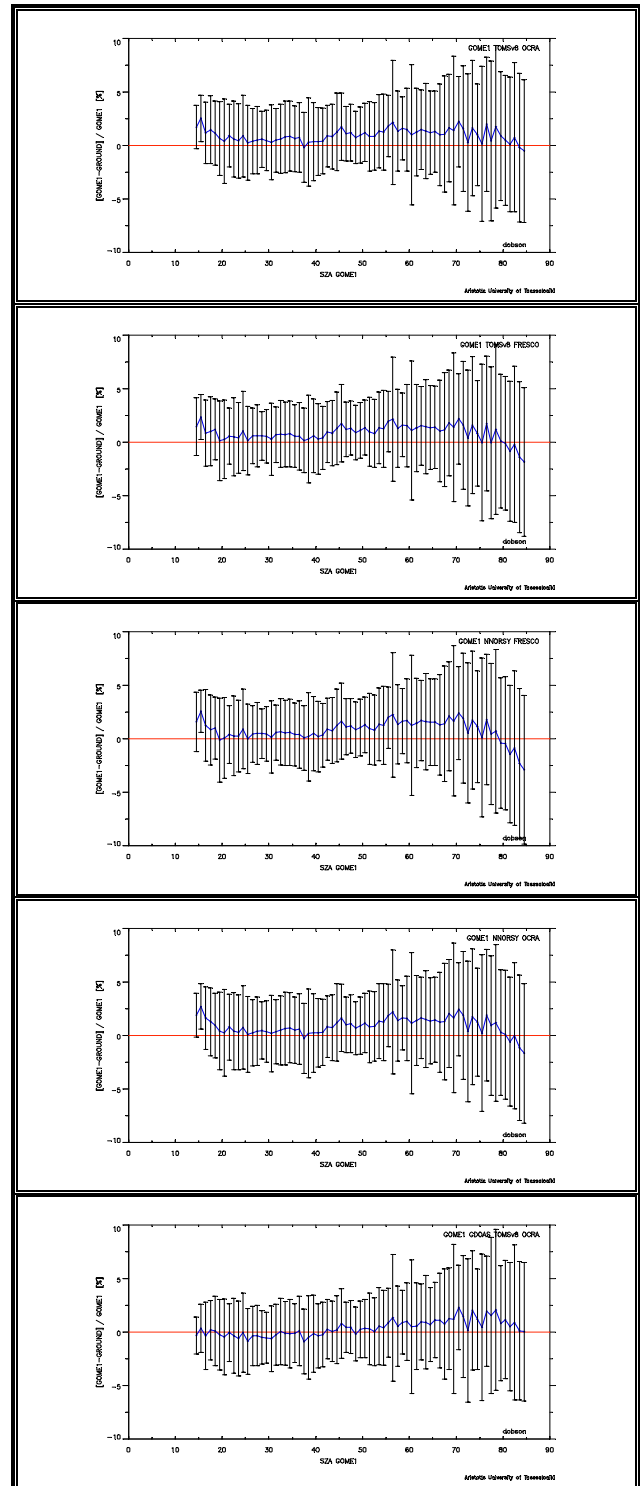 GOME1 TOMSv8 OCRA
10
5
0
-5
-10
[GOME1-GROUND] / GOME1 [%]
dobson
0 10 20 30 40 50 60 70 80 90
SZA GOME1
Aristotle University of Thessaloniki
GOME1 TOMSv8 FRESCO
10
5
0
-5
-10
[GOME1-GROUND] / GOME1 [%]
dobson
0 10 20 30 40 50 60 70 80 90
SZA GOME1
Aristotle University of Thessaloniki
GOME1 NNORSY FRESCO
10
5
0
-5
-10
[GOME1-GROUND] / GOME1 [%]
dobson
0 10 20 30 40 50 60 70 80 90
SZA GOME1
Aristotle University of Thessaloniki
GOME1 NNORSY OCRA
10
5
0
-5
-10
[GOME1-GROUND] / GOME1 [%]
dobson
0 10 20 30 40 50 60 70 80 90
SZA GOME1
Aristotle University of Thessaloniki
GOME1 GDOAS_TOMSv8 OCRA
10
5
0
-5
-10
[GOME1-GROUND] / GOME1 [%]
dobson
0 10 20 30 40 50 60 70 80 90
SZA GOME1
Aristotle University of Thessaloniki